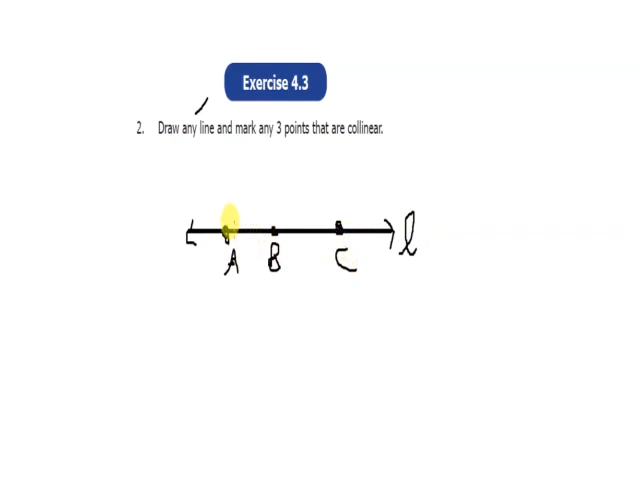 Exercise 4.3
2. Draw any line and mark any 3 points that are collinear.
l
A B C